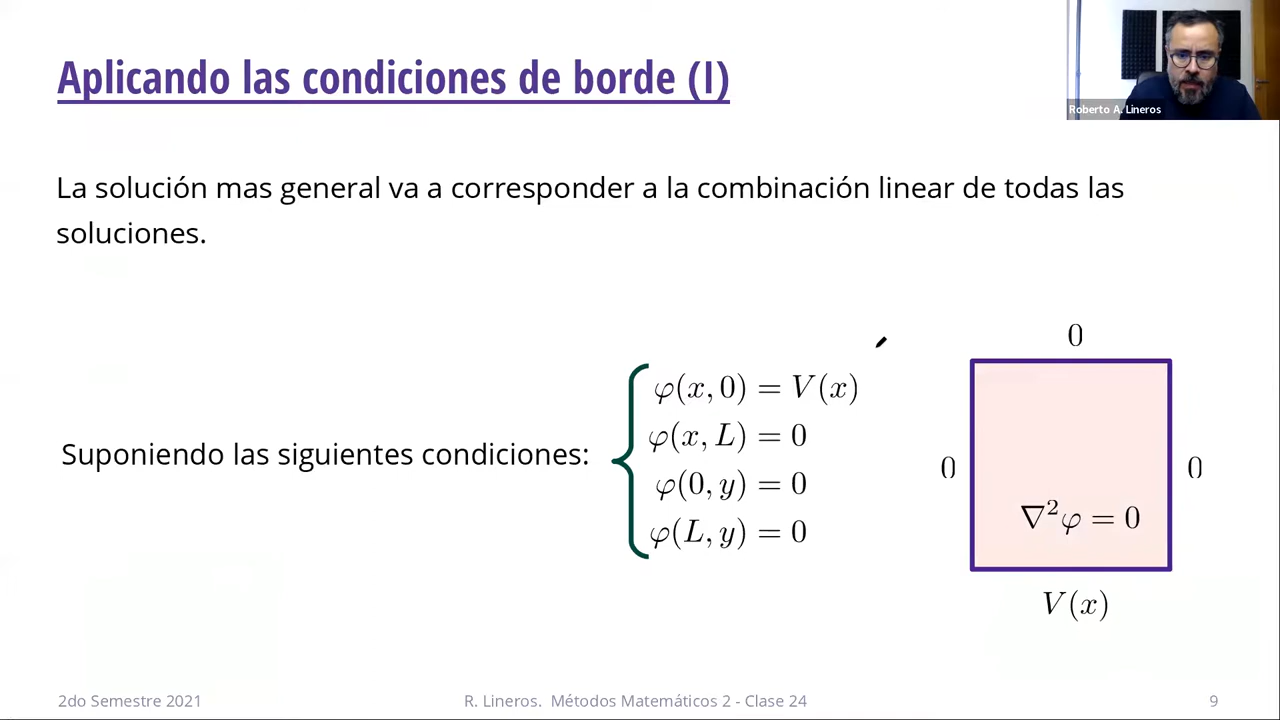 Aplicando las condiciones de borde (I)
Roberto A. Lineros
La solución mas general va a corresponder a la combinación linear de todas las
soluciones.
Suponiendo las siguientes condiciones:
φ(x, 0) = V(x)
φ(x, L) = 0
φ(0, y) = 0
φ(L, y) = 0
0
0
0
∇²φ = 0
V(x)
2do Semestre 2021
R. Lineros. Métodos Matemáticos 2 - Clase 24
9